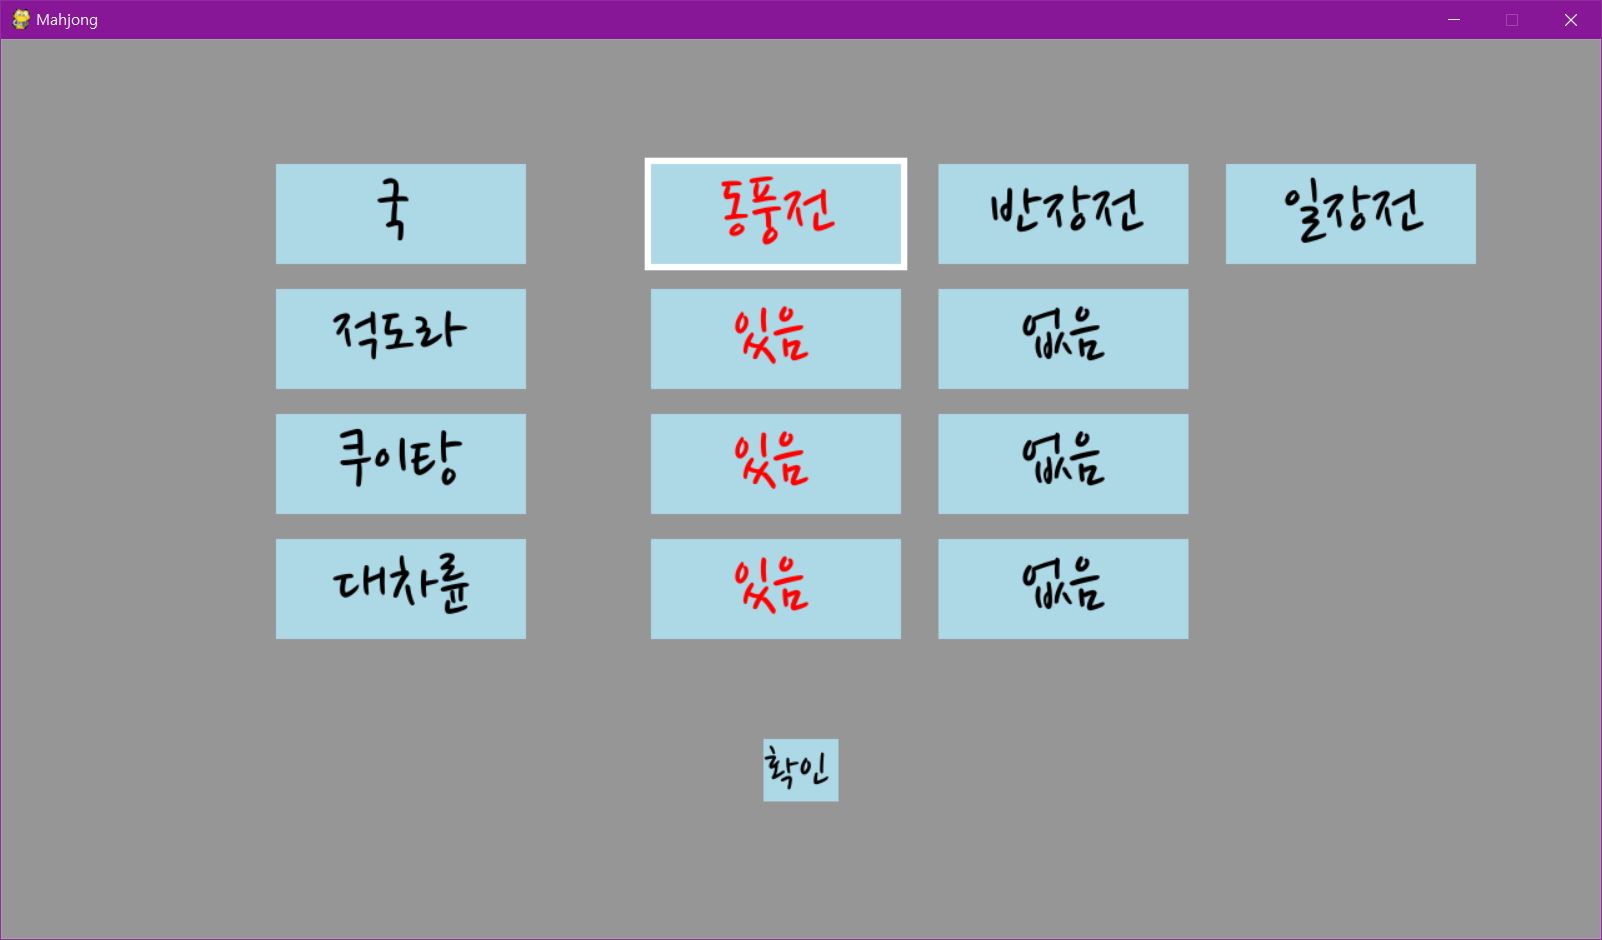 Mahjong
국 동풍전 반장전 일장전
적도라 있음 없음
쿠이탕 있음 없음
대차륜 있음 없음
확인